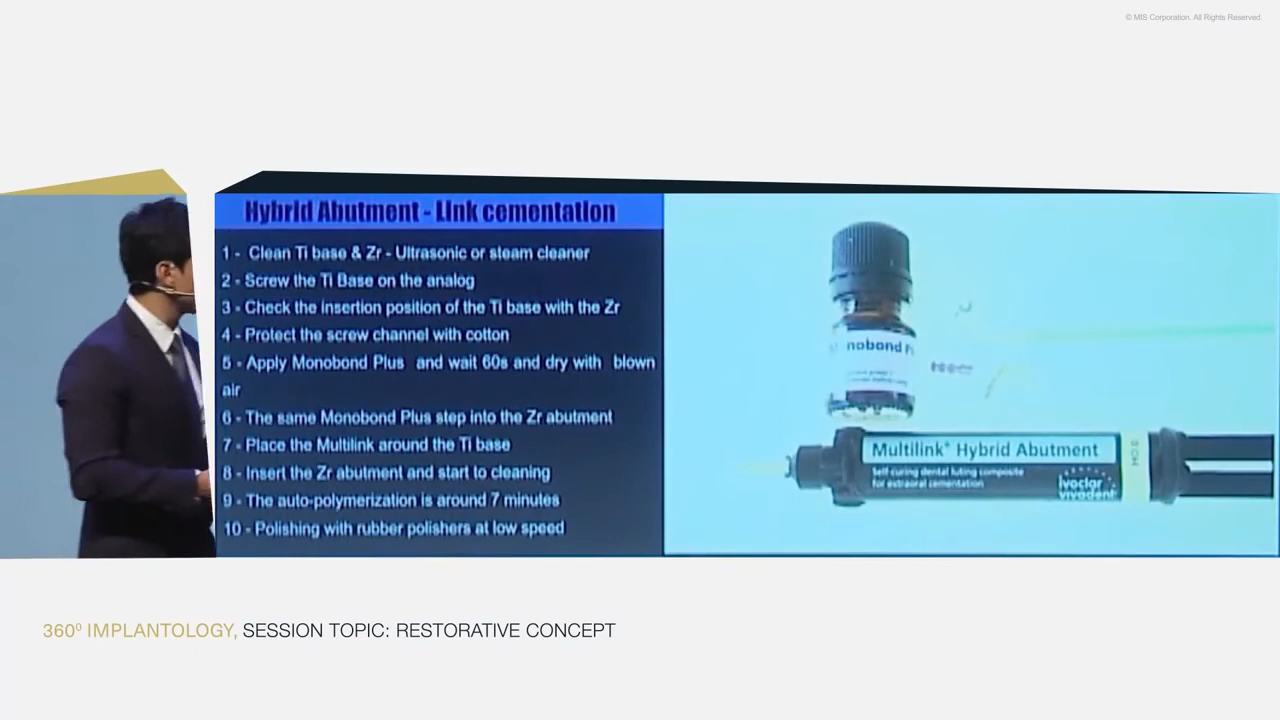 © MIS Corporation. All Rights Reserved.
Hybrid Abutment - Link cementation
1 - Clean Ti base & Zr - Ultrasonic or steam cleaner
2 - Screw the Ti Base on the analog
3 - Check the insertion position of the Ti base with the Zr
4 - Protect the screw channel with cotton
5 - Apply Monobond Plus and wait 60s and dry with blown
air
6 - The same Monobond Plus step into the Zr abutment
7 - Place the Multilink around the Ti base
8 - Insert the Zr abutment and start to cleaning
9 - The auto-polymerization is around 7 minutes
10 - Polishing with rubber polishers at low speed
nobond P
Multilink® Hybrid Abutment
Self-curing dental luting composite
for extraoral cementation
ivoclar
vivadent
360º IMPLANTOLOGY, SESSION TOPIC: RESTORATIVE CONCEPT